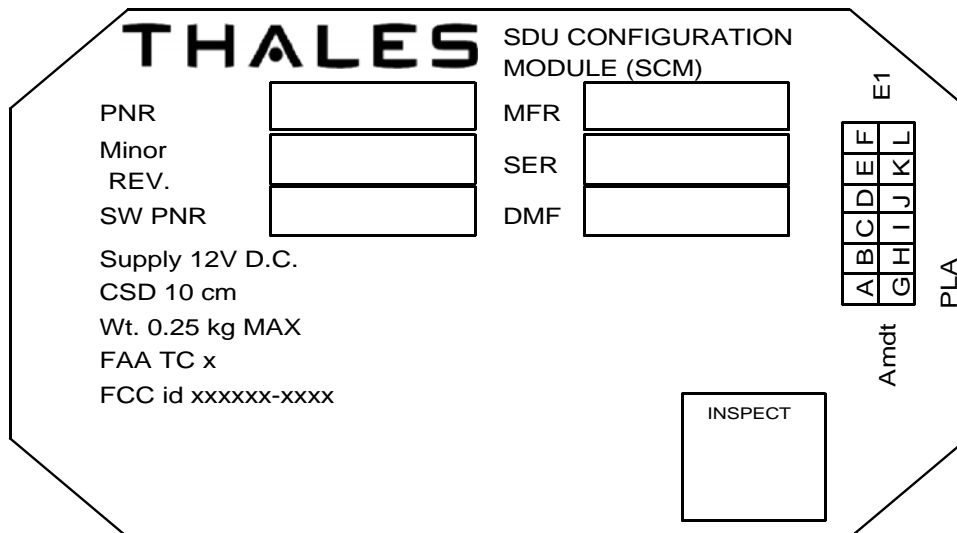 THALES
SDU CONFIGURATION
MODULE (SCM)
PNR
MFR
Minor
REV.
SER
SW PNR
DMF
Supply 12V D.C.
CSD 10 cm
Wt. 0.25 kg MAX
FAA TC x
FCC id xxxxxx-xxxx
INSPECT
E1
A B C D E F
G H I J K L
PLA
Amdt